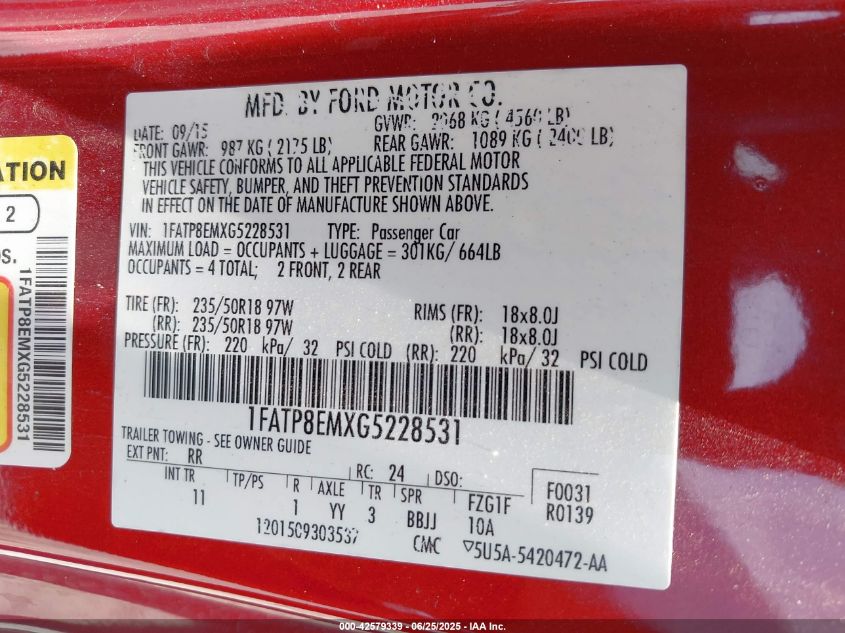 MFD. BY FORD MOTOR CO.
DATE: 09/15 GVWR: 2068 KG ( 4560 LB)
FRONT GAWR: 987 KG ( 2175 LB) REAR GAWR: 1089 KG ( 2400 LB)
THIS VEHICLE CONFORMS TO ALL APPLICABLE FEDERAL MOTOR
VEHICLE SAFETY, BUMPER, AND THEFT PREVENTION STANDARDS
IN EFFECT ON THE DATE OF MANUFACTURE SHOWN ABOVE.
VIN: 1FATP8EMXG5228531 TYPE: Passenger Car
MAXIMUM LOAD = OCCUPANTS + LUGGAGE = 301KG/ 664LB
OCCUPANTS = 4 TOTAL; 2 FRONT, 2 REAR
TIRE (FR): 235/50R18 97W RIMS (FR): 18x8.0J
(RR): 235/50R18 97W (RR): 18x8.0J
PRESSURE (FR): 220 kPa/ 32 PSI COLD (RR): 220 kPa/ 32 PSI COLD
1FATP8EMXG5228531
TRAILER TOWING - SEE OWNER GUIDE
EXT PNT: RR RC: 24 DSO:
INT TR TP/PS R AXLE TR SPR FZG1F F0031
11 1 YY 3 BBJJ 10A R0139
1201509303537 CMC ▽5U5A-5420472-AA
2
1FATP8EMXG5228531
000-42579339 - 06/25/2025 - IAA Inc.